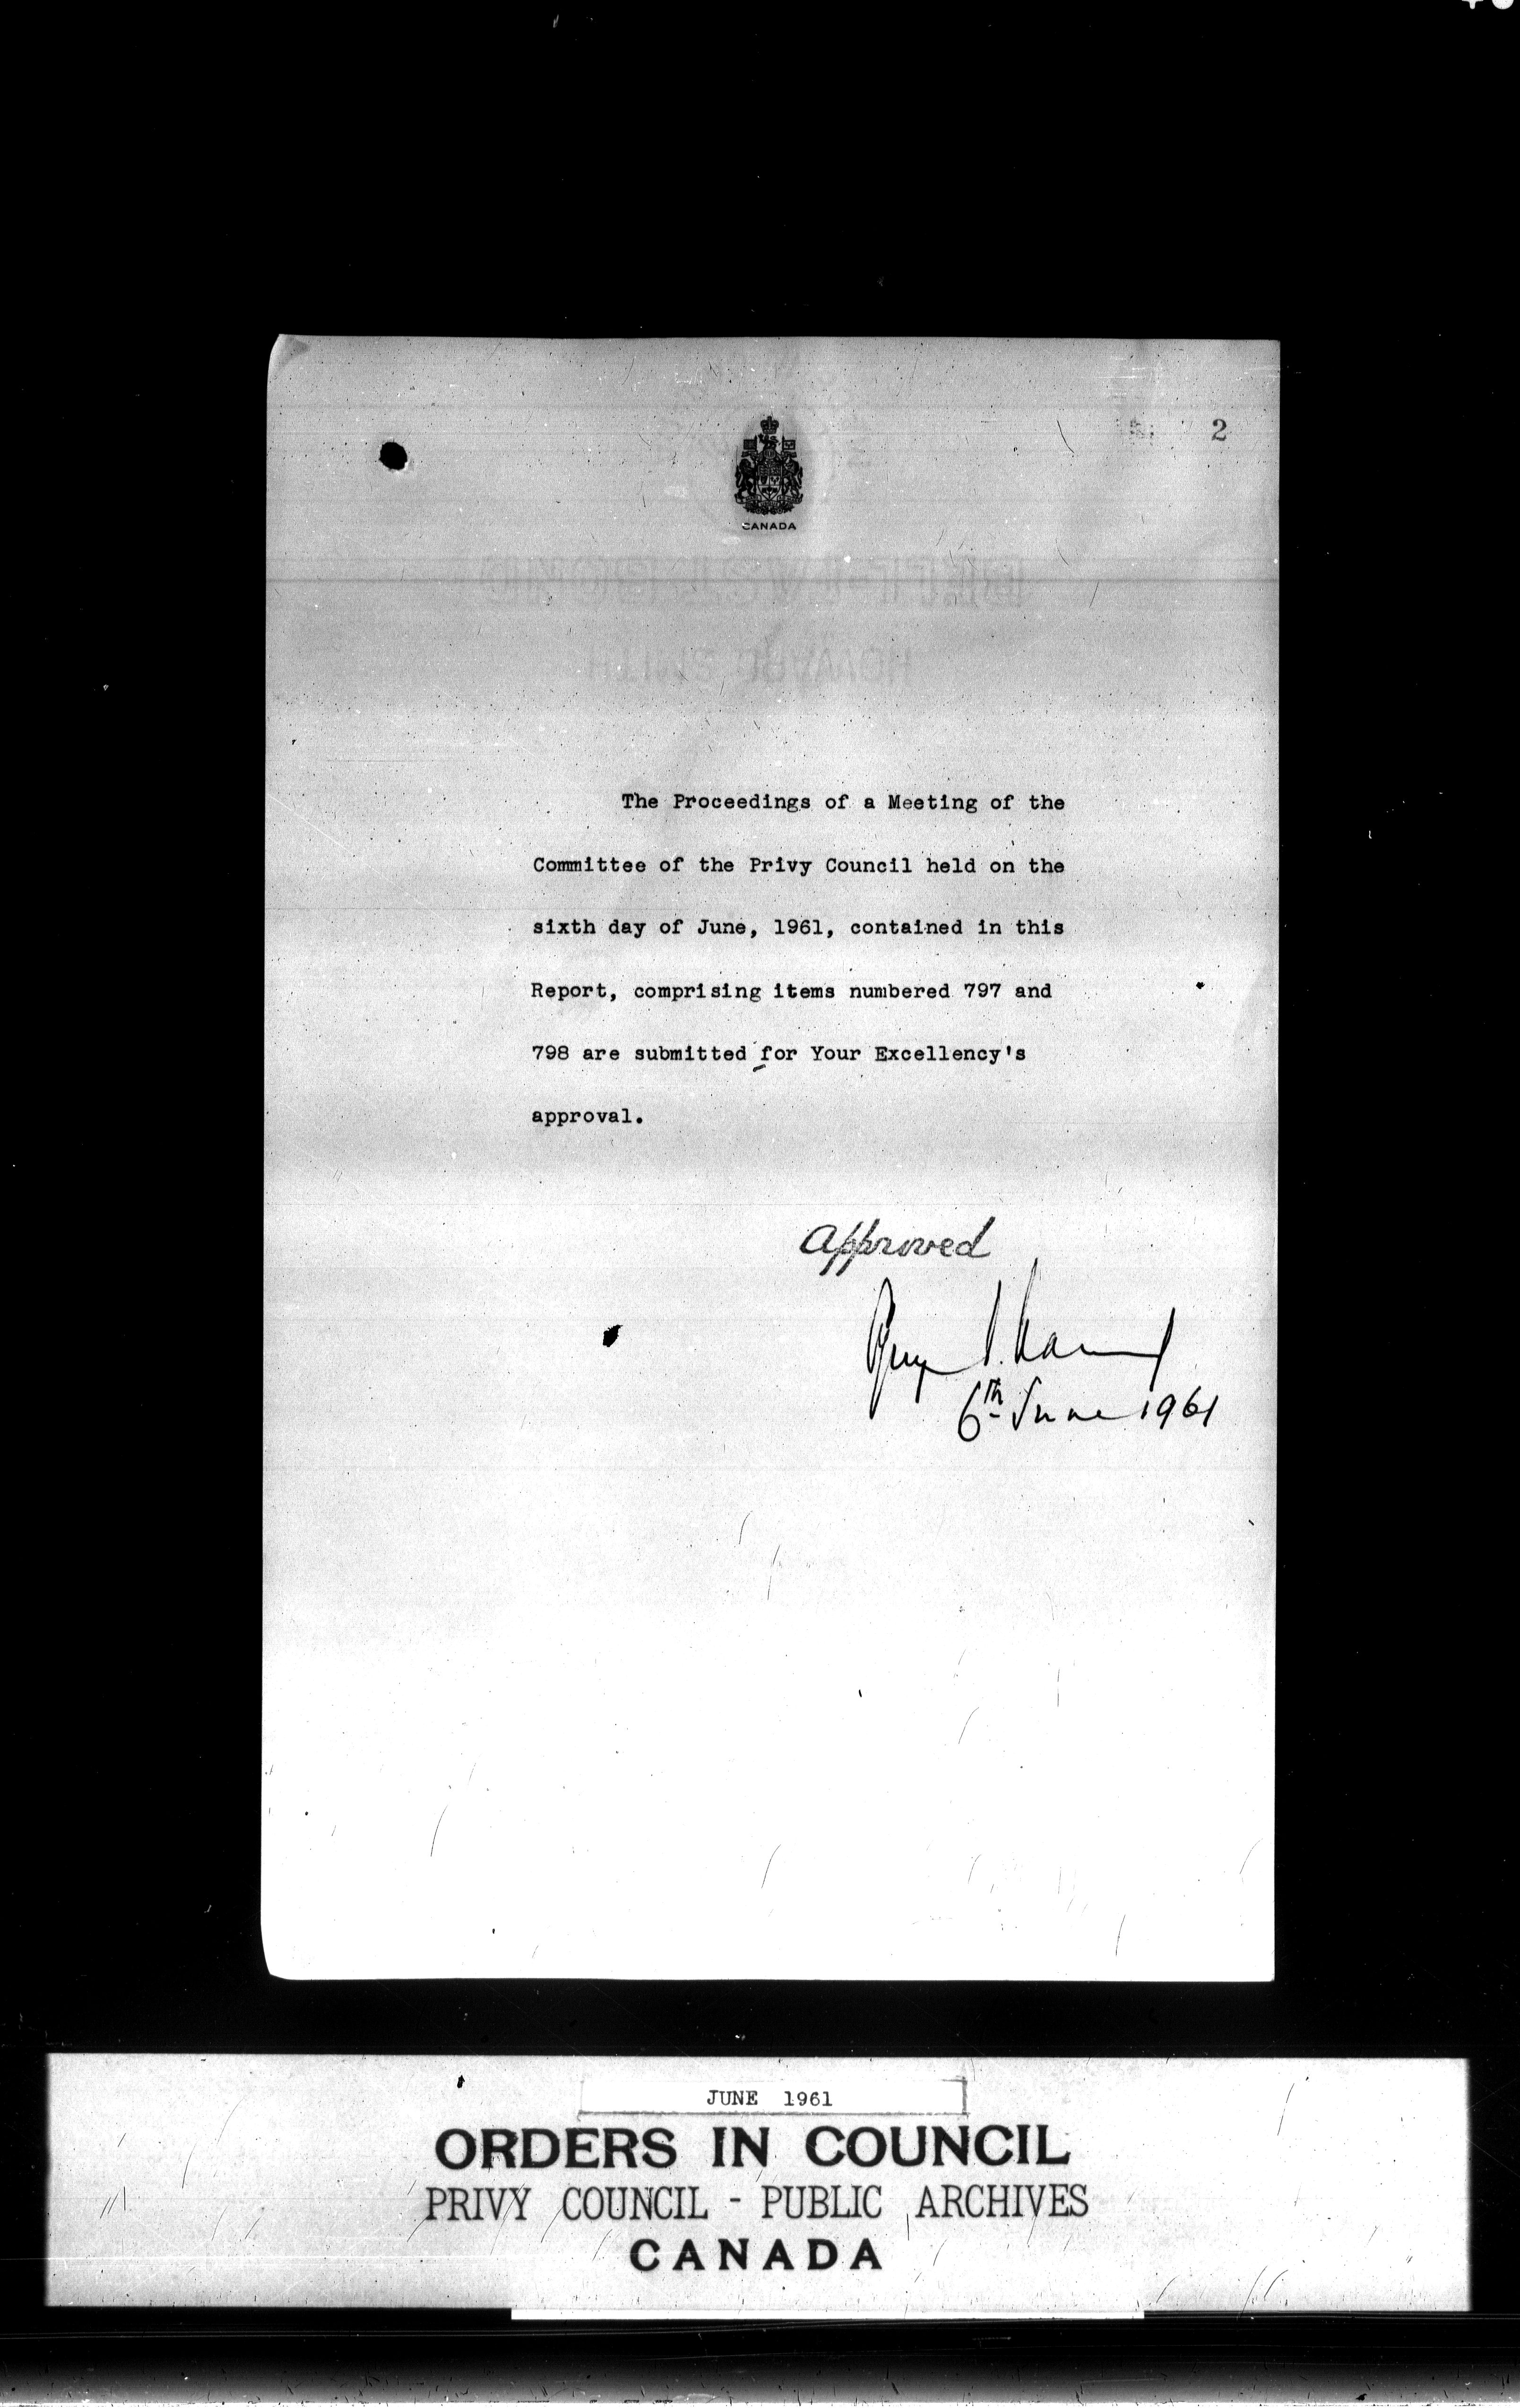 2
CANADA
The Proceedings of a Meeting of the
Committee of the Privy Council held on the
sixth day of June, 1961, contained in this
Report, comprising items numbered 797 and
798 are submitted for Your Excellency's
approval.
approved
6th June 1961
JUNE 1961
ORDERS IN COUNCIL
PRIVY COUNCIL - PUBLIC ARCHIVES
CANADA